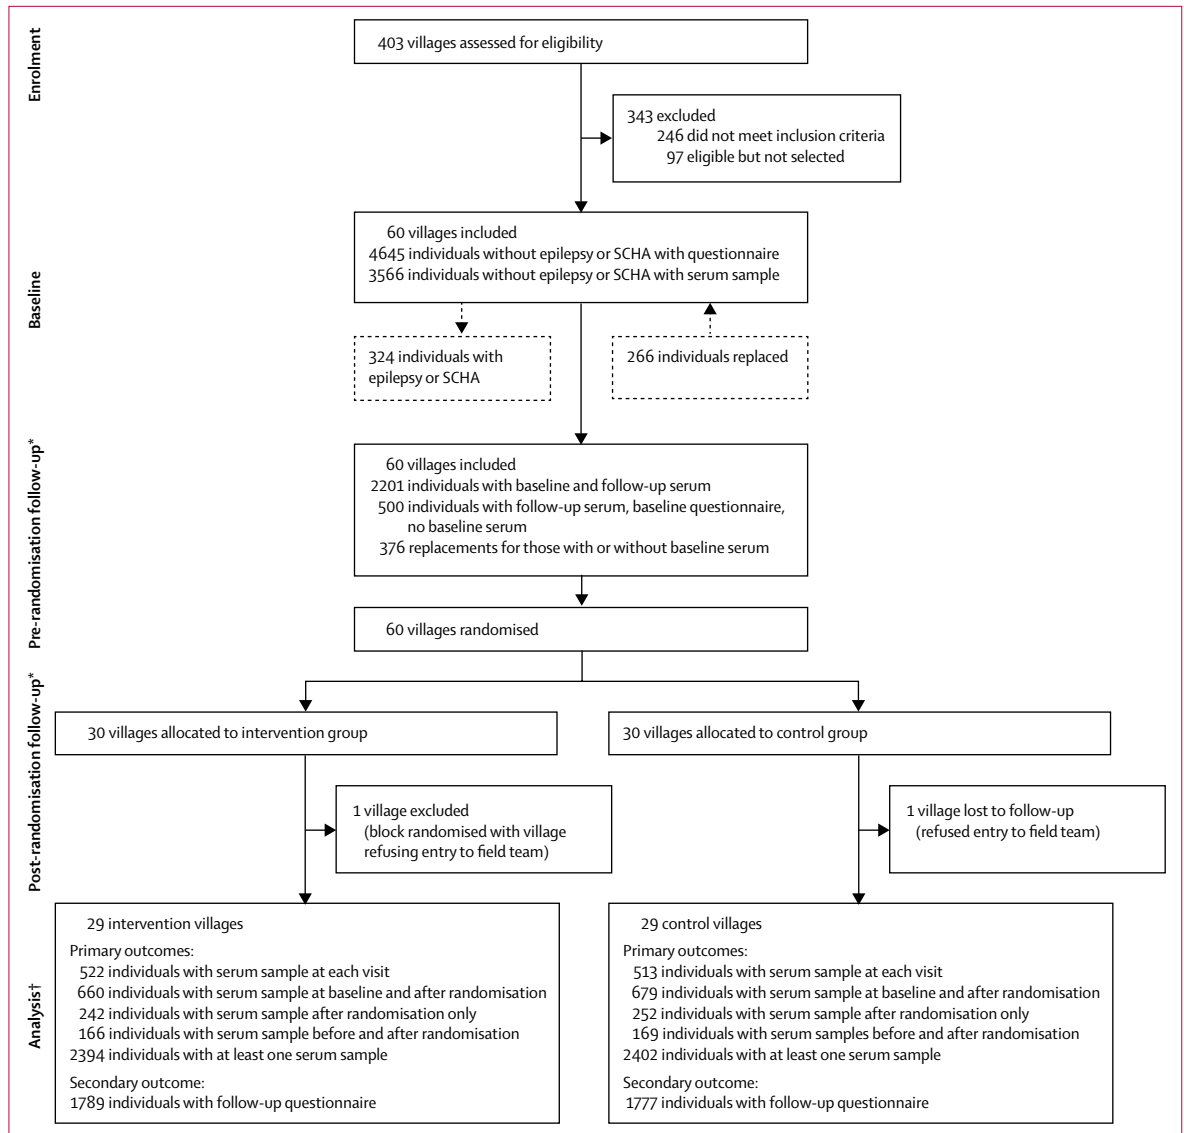 Enrolment
403 villages assessed for eligibility
343 excluded
246 did not meet inclusion criteria
97 eligible but not selected
Baseline
60 villages included
4645 individuals without epilepsy or SCHA with questionnaire
3566 individuals without epilepsy or SCHA with serum sample
324 individuals with
epilepsy or SCHA
266 individuals replaced
Pre-randomisation follow-up*
60 villages included
2201 individuals with baseline and follow-up serum
500 individuals with follow-up serum, baseline questionnaire,
no baseline serum
376 replacements for those with or without baseline serum
60 villages randomised
Post-randomisation follow-up*
30 villages allocated to intervention group
30 villages allocated to control group
1 village excluded
(block randomised with village
refusing entry to field team)
1 village lost to follow-up
(refused entry to field team)
Analysis†
29 intervention villages
Primary outcomes:
522 individuals with serum sample at each visit
660 individuals with serum sample at baseline and after randomisation
242 individuals with serum sample after randomisation only
166 individuals with serum sample before and after randomisation
2394 individuals with at least one serum sample
Secondary outcome:
1789 individuals with follow-up questionnaire
29 control villages
Primary outcomes:
513 individuals with serum sample at each visit
679 individuals with serum sample at baseline and after randomisation
252 individuals with serum sample after randomisation only
169 individuals with serum samples before and after randomisation
2402 individuals with at least one serum sample
Secondary outcome:
1777 individuals with follow-up questionnaire